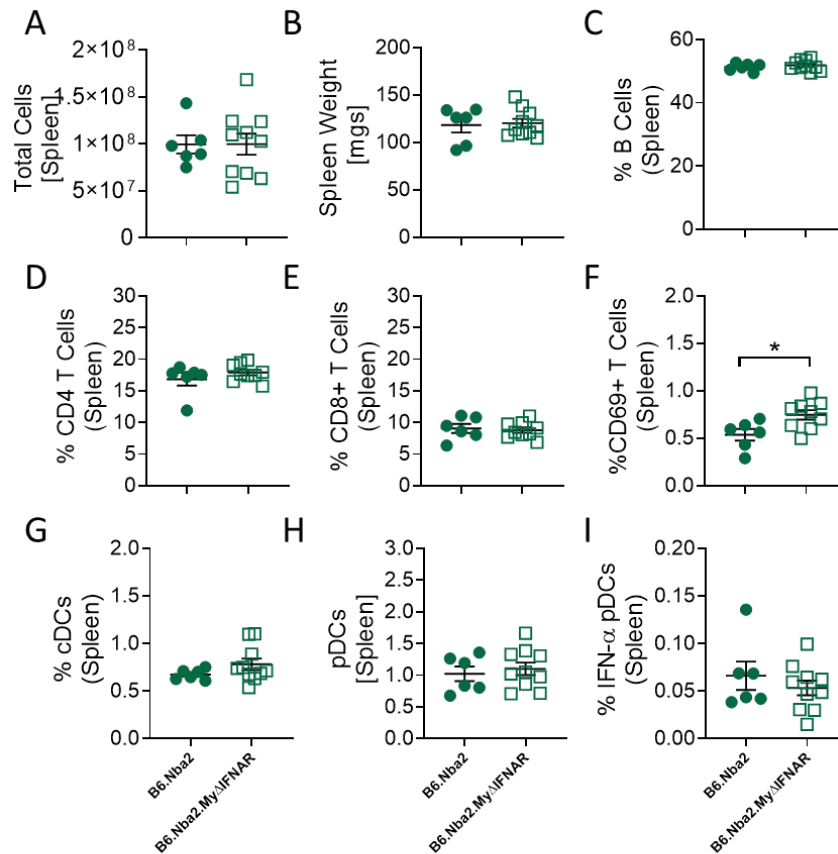 A
Total Cells
[Spleen]
2×10⁸
1.5×10⁸
1×10⁸
5×10⁷
0
B
Spleen Weight
[mgs]
200
150
100
50
0
C
% B Cells
(Spleen)
60
40
20
0
D
% CD4 T Cells
(Spleen)
30
25
20
15
10
5
0
E
% CD8+ T Cells
(Spleen)
30
25
20
15
10
5
0
F
%CD69+ T Cells
(Spleen)
2.0
1.5
1.0
0.5
0.0
*
G
% cDCs
(Spleen)
2.0
1.5
1.0
0.5
0.0
B6.Nba2
B6.Nba2.MyΔIFNAR
H
pDCs
[Spleen]
3.0
2.5
2.0
1.5
1.0
0.5
0.0
B6.Nba2
B6.Nba2.MyΔIFNAR
I
% IFN-α pDCs
(Spleen)
0.20
0.15
0.10
0.05
0.00
B6.Nba2
B6.Nba2.MyΔIFNAR